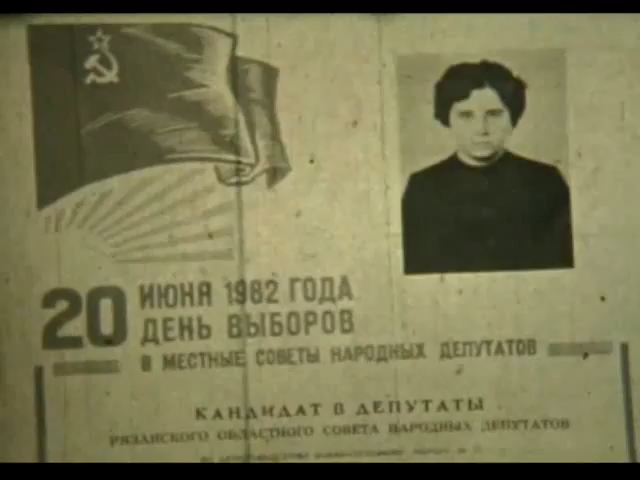 20 ИЮНЯ 1982 ГОДА
ДЕНЬ ВЫБОРОВ
В МЕСТНЫЕ СОВЕТЫ НАРОДНЫХ ДЕПУТАТОВ
КАНДИДАТ В ДЕПУТАТЫ
РЯЗАНСКОГО ОБЛАСТНОГО СОВЕТА НАРОДНЫХ ДЕПУТАТОВ